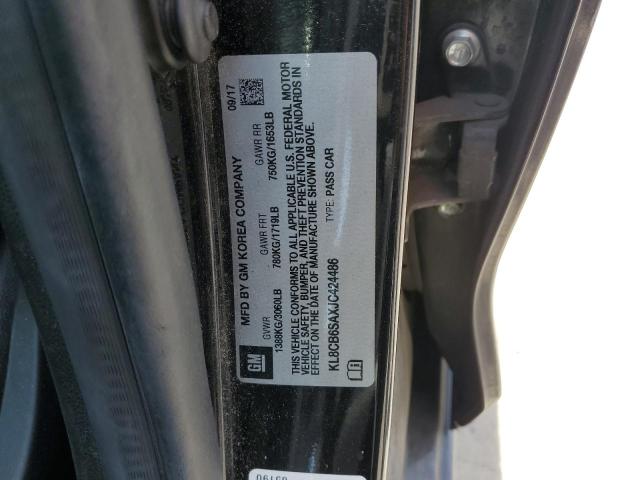 MFD BY GM KOREA COMPANY 09/17
GM
GVWR GAWR FRT GAWR RR
1388KG/3060LB 780KG/1719LB 750KG/1653LB
THIS VEHICLE CONFORMS TO ALL APPLICABLE U.S. FEDERAL MOTOR
VEHICLE SAFETY, BUMPER, AND THEFT PREVENTION STANDARDS IN
EFFECT ON THE DATE OF MANUFACTURE SHOWN ABOVE.
KL8CB6SAXJC424486 TYPE: PASS CAR